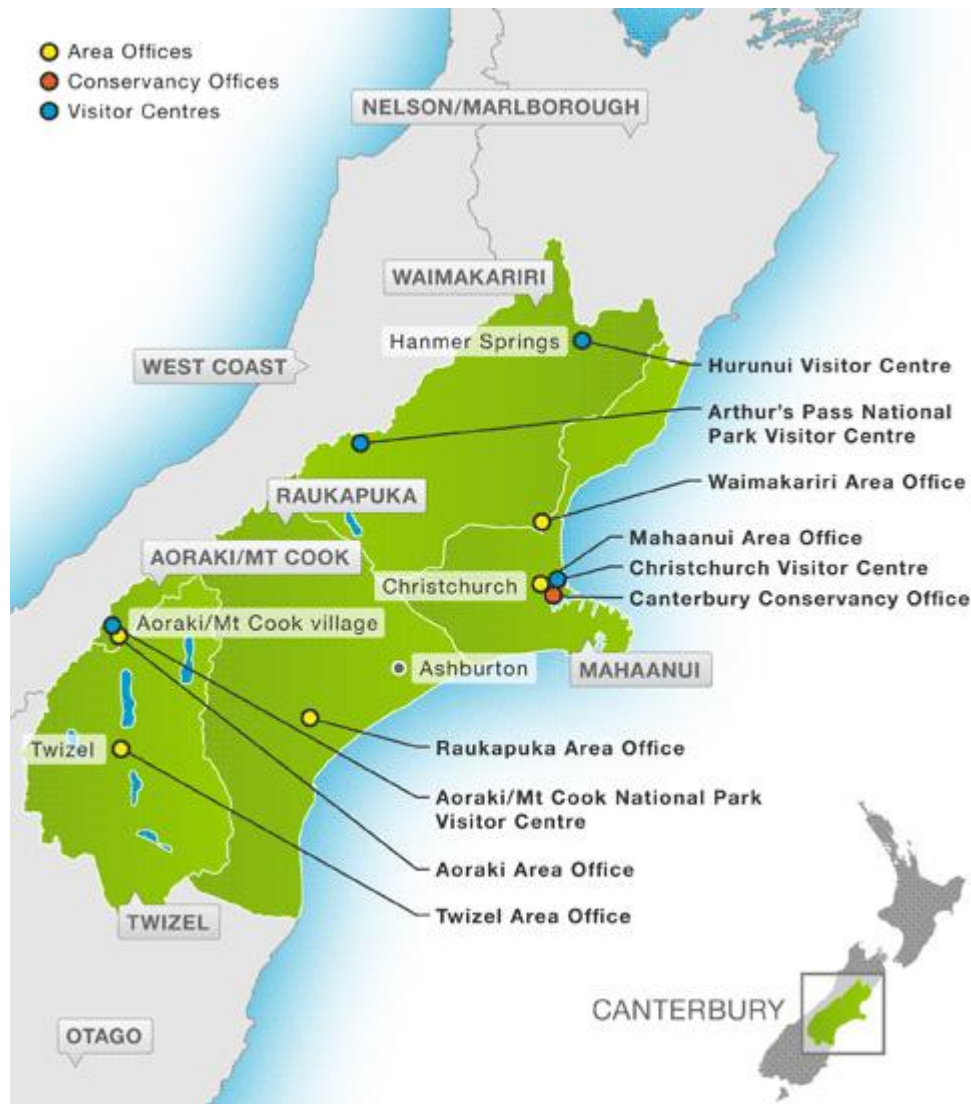 Area Offices
Conservancy Offices
Visitor Centres
NELSON/MARLBOROUGH
WAIMAKARIRI
Hanmer Springs
WEST COAST
Hurunui Visitor Centre
Arthur's Pass National
Park Visitor Centre
RAUKAPUKA
Waimakariri Area Office
AORAKI/MT COOK
Mahaanui Area Office
Christchurch
Christchurch Visitor Centre
Canterbury Conservancy Office
Aoraki/Mt Cook village
Ashburton
MAHAANUI
Twizel
Raukapuka Area Office
Aoraki/Mt Cook National Park
Visitor Centre
Aoraki Area Office
Twizel Area Office
TWIZEL
CANTERBURY
OTAGO